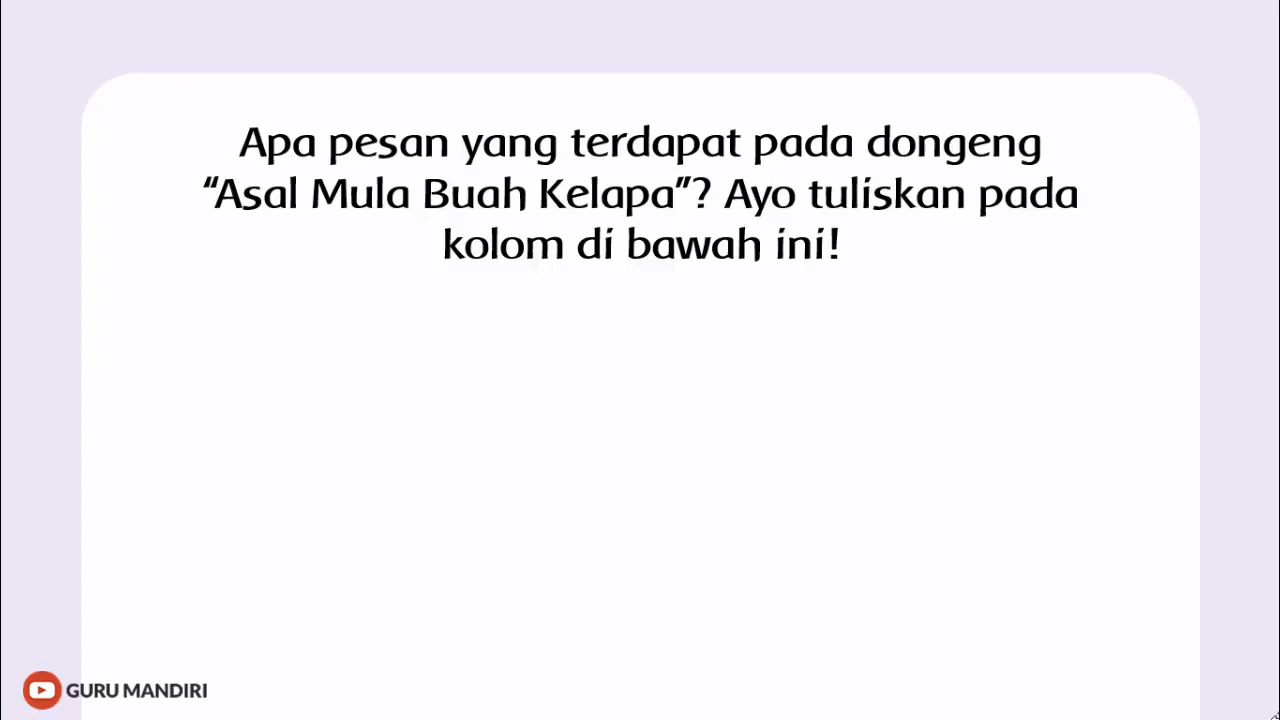 Apa pesan yang terdapat pada dongeng
“Asal Mula Buah Kelapa”? Ayo tuliskan pada
kolom di bawah ini!
GURU MANDIRI